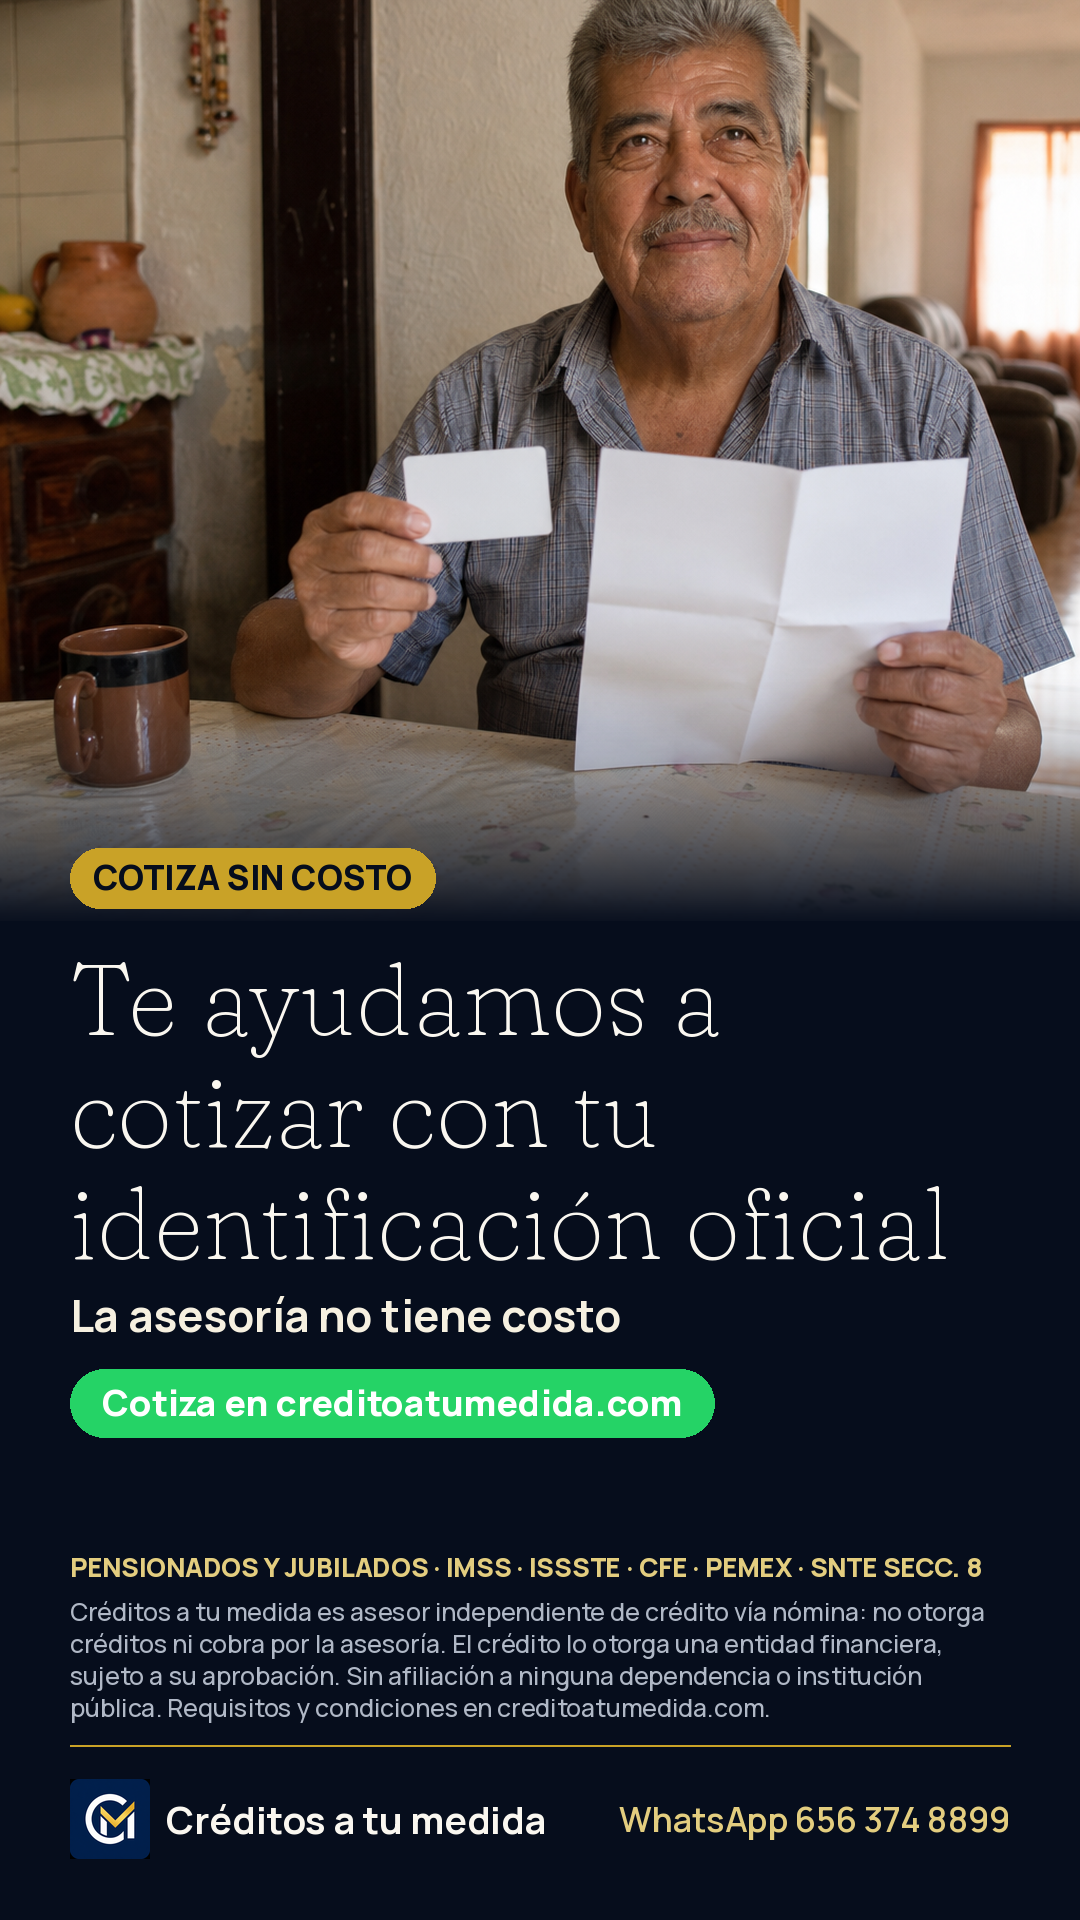 COTIZA SIN COSTO
Te ayudamos a
cotizar con tu
identificación oficial
La asesoría no tiene costo
Cotiza en creditoatumedida.com
PENSIONADOS Y JUBILADOS · IMSS · ISSSTE · CFE · PEMEX · SNTE SECC. 8
Créditos a tu medida es asesor independiente de crédito vía nómina: no otorga
créditos ni cobra por la asesoría. El crédito lo otorga una entidad financiera,
sujeto a su aprobación. Sin afiliación a ninguna dependencia o institución
pública. Requisitos y condiciones en creditoatumedida.com.
Créditos a tu medida
WhatsApp 656 374 8899